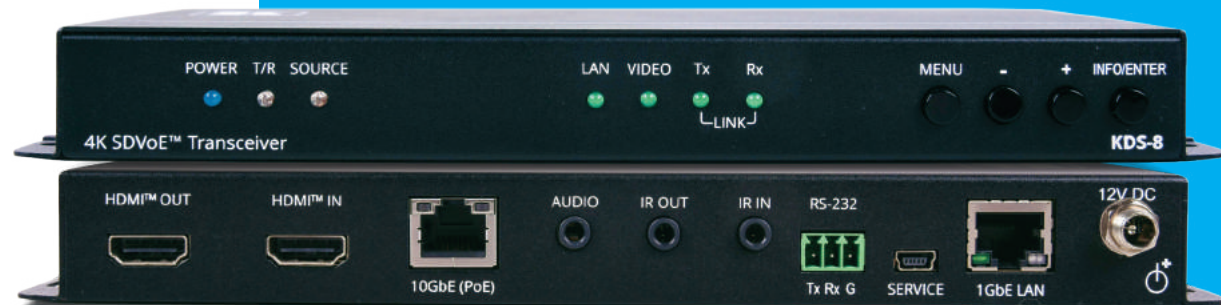 POWER T/R SOURCE LAN VIDEO Tx Rx MENU - + INFO/ENTER
LINK
4K SDVoE™ Transceiver KDS-8
HDMI™ OUT HDMI™ IN AUDIO IR OUT IR IN RS-232 12V DC
10GbE (PoE) Tx Rx G SERVICE 1GbE LAN